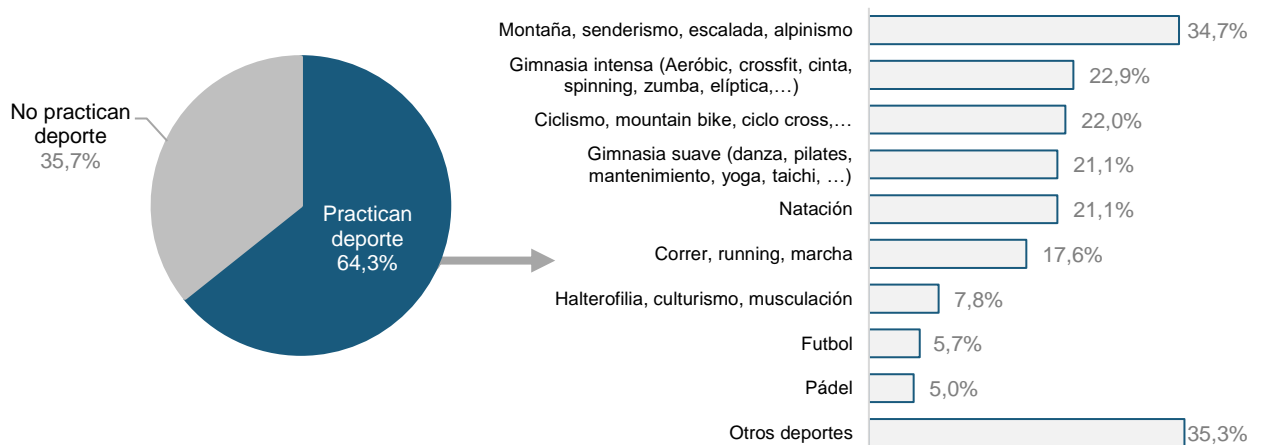 No practican
deporte
35,7%
Practican
deporte
64,3%
Montaña, senderismo, escalada, alpinismo
34,7%
Gimnasia intensa (Aeróbic, crossfit, cinta,
spinning, zumba, elíptica,…)
22,9%
Ciclismo, mountain bike, ciclo cross,…
22,0%
Gimnasia suave (danza, pilates,
mantenimiento, yoga, taichi, …)
21,1%
Natación
21,1%
Correr, running, marcha
17,6%
Halterofilia, culturismo, musculación
7,8%
Futbol
5,7%
Pádel
5,0%
Otros deportes
35,3%